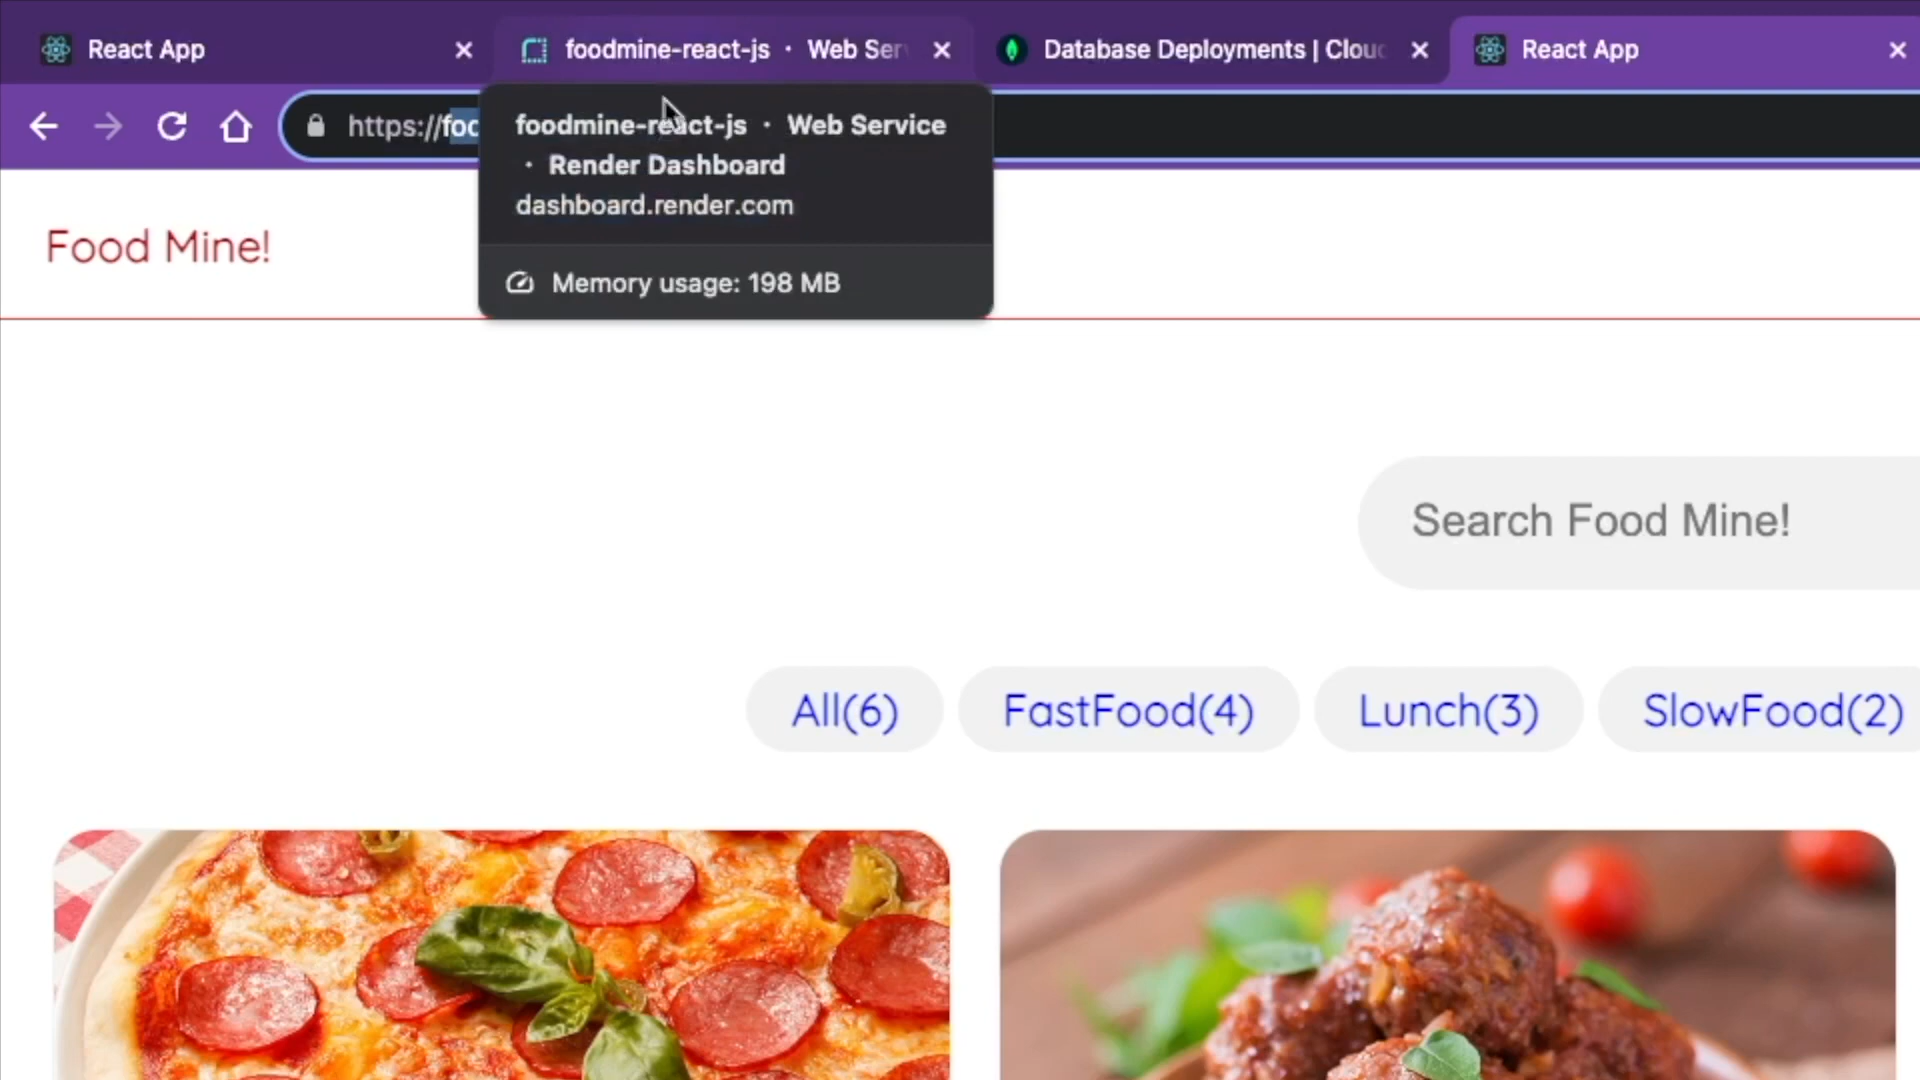 React App
foodmine-react-js · Web Ser
Database Deployments | Clou
React App
https://foo
foodmine-react-js · Web Service
· Render Dashboard
dashboard.render.com
Memory usage: 198 MB
Food Mine!
Search Food Mine!
All(6)
FastFood(4)
Lunch(3)
SlowFood(2)